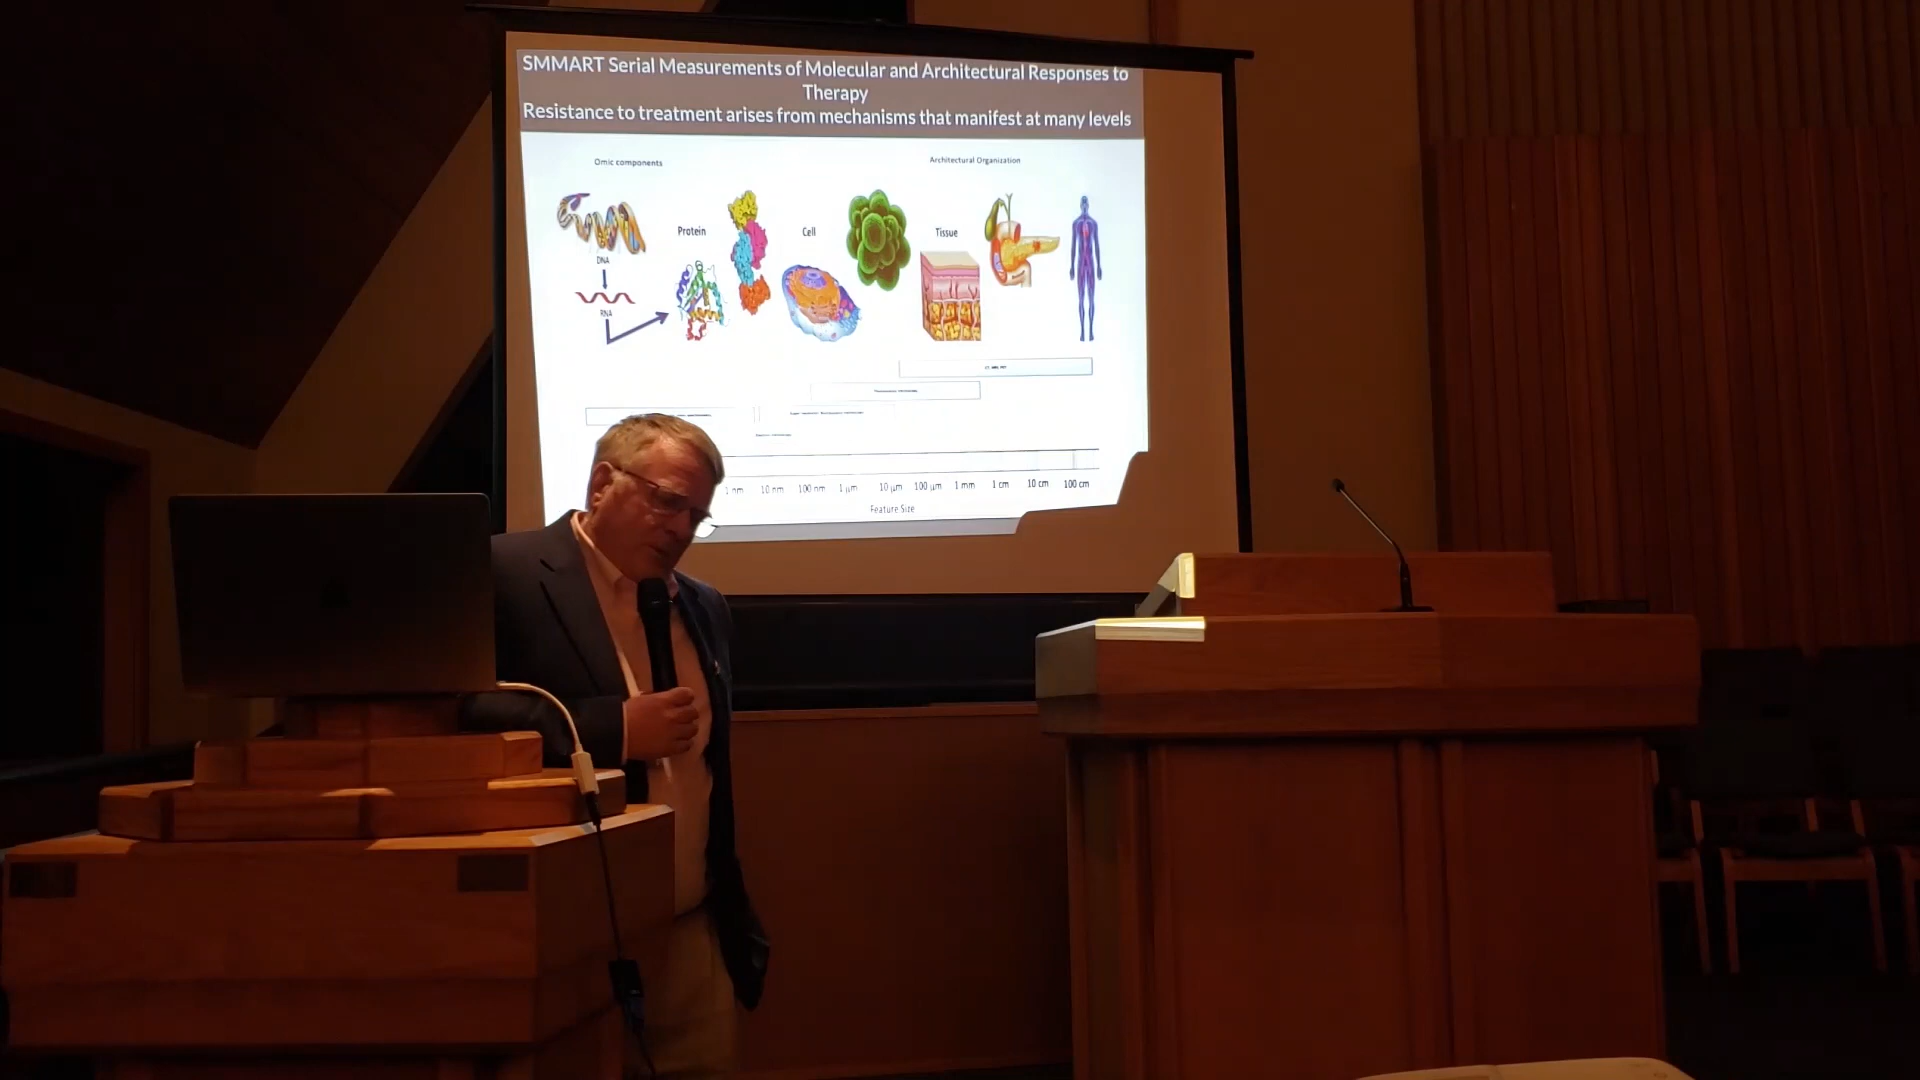 SMMART Serial Measurements of Molecular and Architectural Responses to
Therapy
Resistance to treatment arises from mechanisms that manifest at many levels
Omic components
Architectural Organization
Protein
Cell
Tissue
DNA
RNA
1 nm 10 nm 100 nm 1 µm 10 µm 100 µm 1 mm 1 cm 10 cm 100 cm
Feature Size